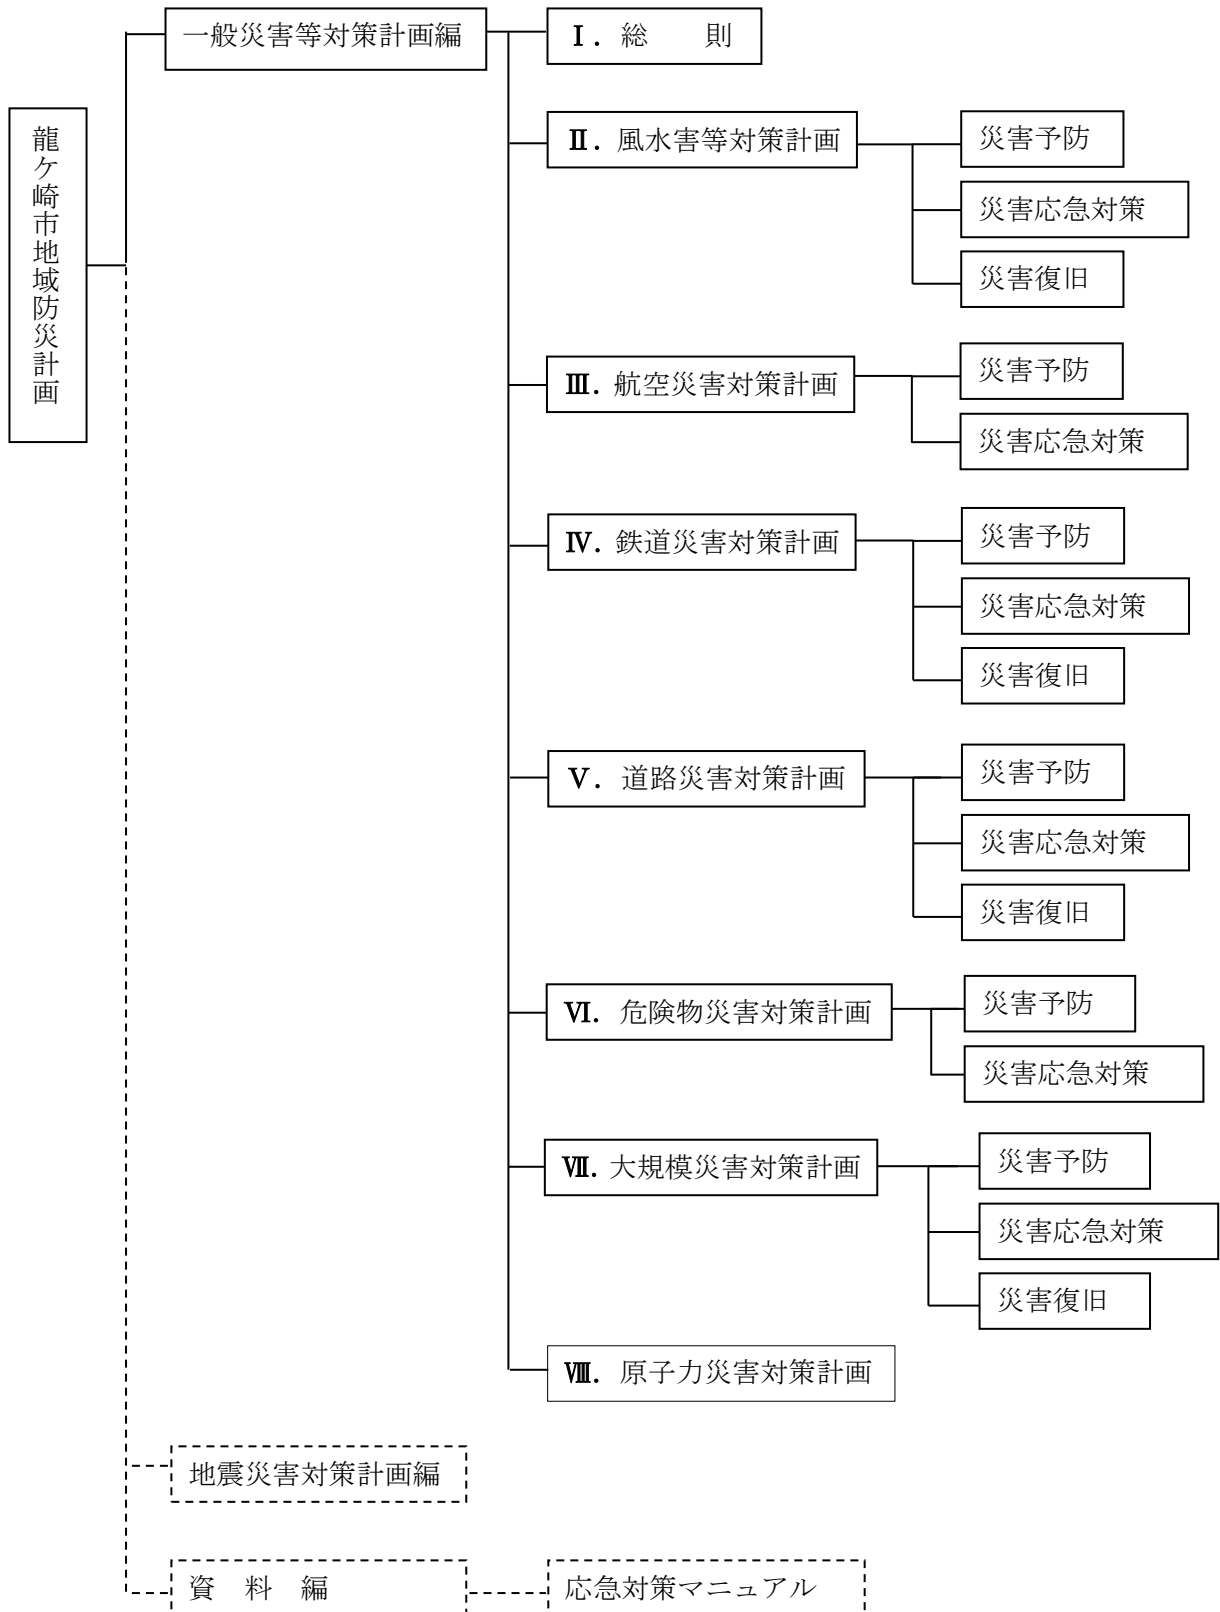 龍ケ崎市地域防災計画
一般災害等対策計画編
Ⅰ．総　　則
Ⅱ．風水害等対策計画
災害予防
災害応急対策
災害復旧
Ⅲ．航空災害対策計画
災害予防
災害応急対策
Ⅳ．鉄道災害対策計画
災害予防
災害応急対策
災害復旧
Ⅴ．道路災害対策計画
災害予防
災害応急対策
災害復旧
Ⅵ．危険物災害対策計画
災害予防
災害応急対策
Ⅶ．大規模災害対策計画
災害予防
災害応急対策
災害復旧
Ⅷ．原子力災害対策計画
地震災害対策計画編
資　料　編
応急対策マニュアル